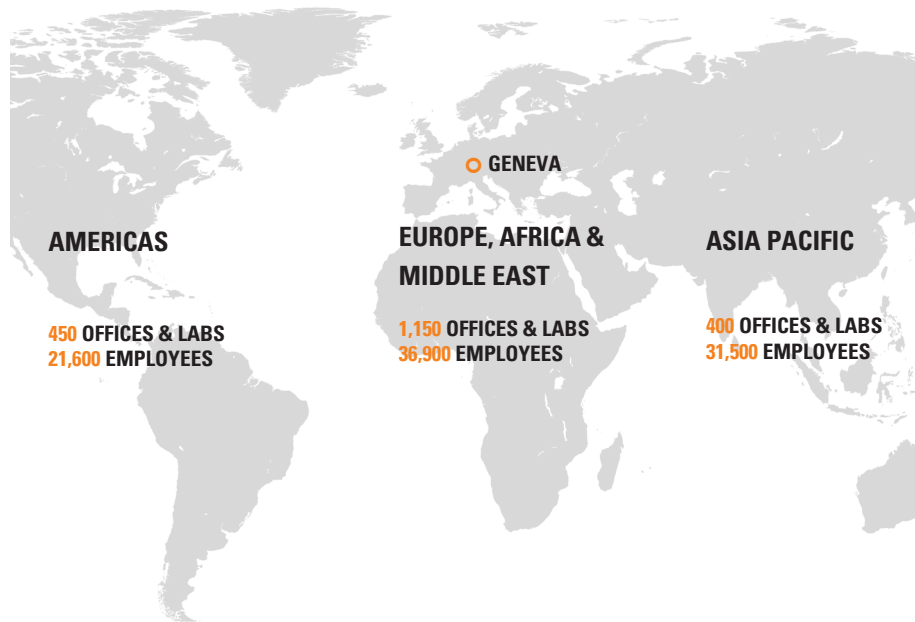 GENEVA
AMERICAS
450 OFFICES & LABS
21,600 EMPLOYEES
EUROPE, AFRICA &
MIDDLE EAST
1,150 OFFICES & LABS
36,900 EMPLOYEES
ASIA PACIFIC
400 OFFICES & LABS
31,500 EMPLOYEES